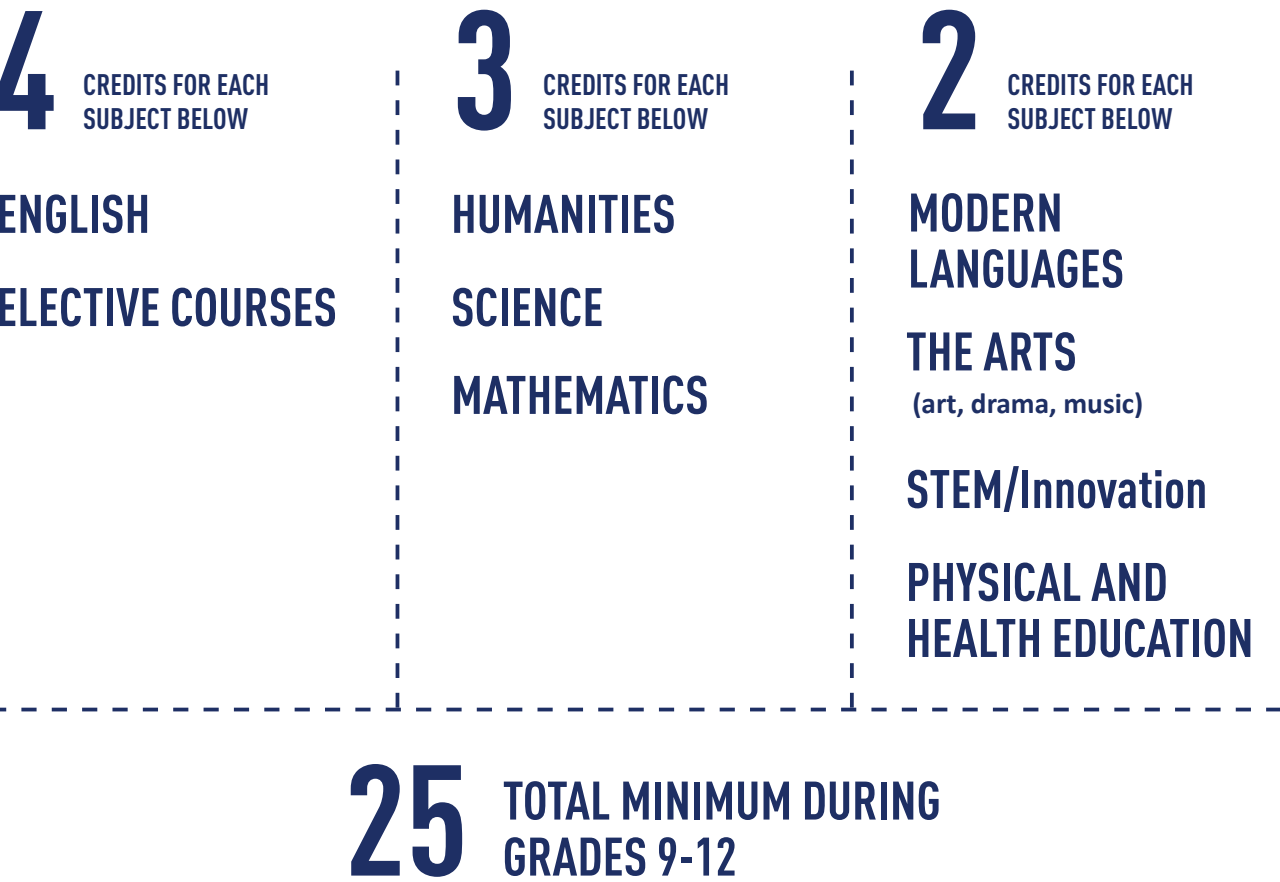 4 CREDITS FOR EACH
SUBJECT BELOW
ENGLISH
ELECTIVE COURSES
3 CREDITS FOR EACH
SUBJECT BELOW
HUMANITIES
SCIENCE
MATHEMATICS
2 CREDITS FOR EACH
SUBJECT BELOW
MODERN
LANGUAGES
THE ARTS
(art, drama, music)
STEM/Innovation
PHYSICAL AND
HEALTH EDUCATION
25 TOTAL MINIMUM DURING
GRADES 9-12